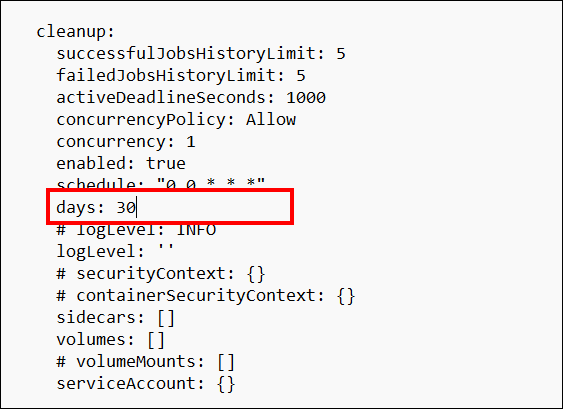 cleanup:
successfulJobsHistoryLimit: 5
failedJobsHistoryLimit: 5
activeDeadlineSeconds: 1000
concurrencyPolicy: Allow
concurrency: 1
enabled: true
schedule: "0 0 * * *"
days: 30
# logLevel: INFO
logLevel: ''
# securityContext: {}
# containerSecurityContext: {}
sidecars: []
volumes: []
# volumeMounts: []
serviceAccount: {}